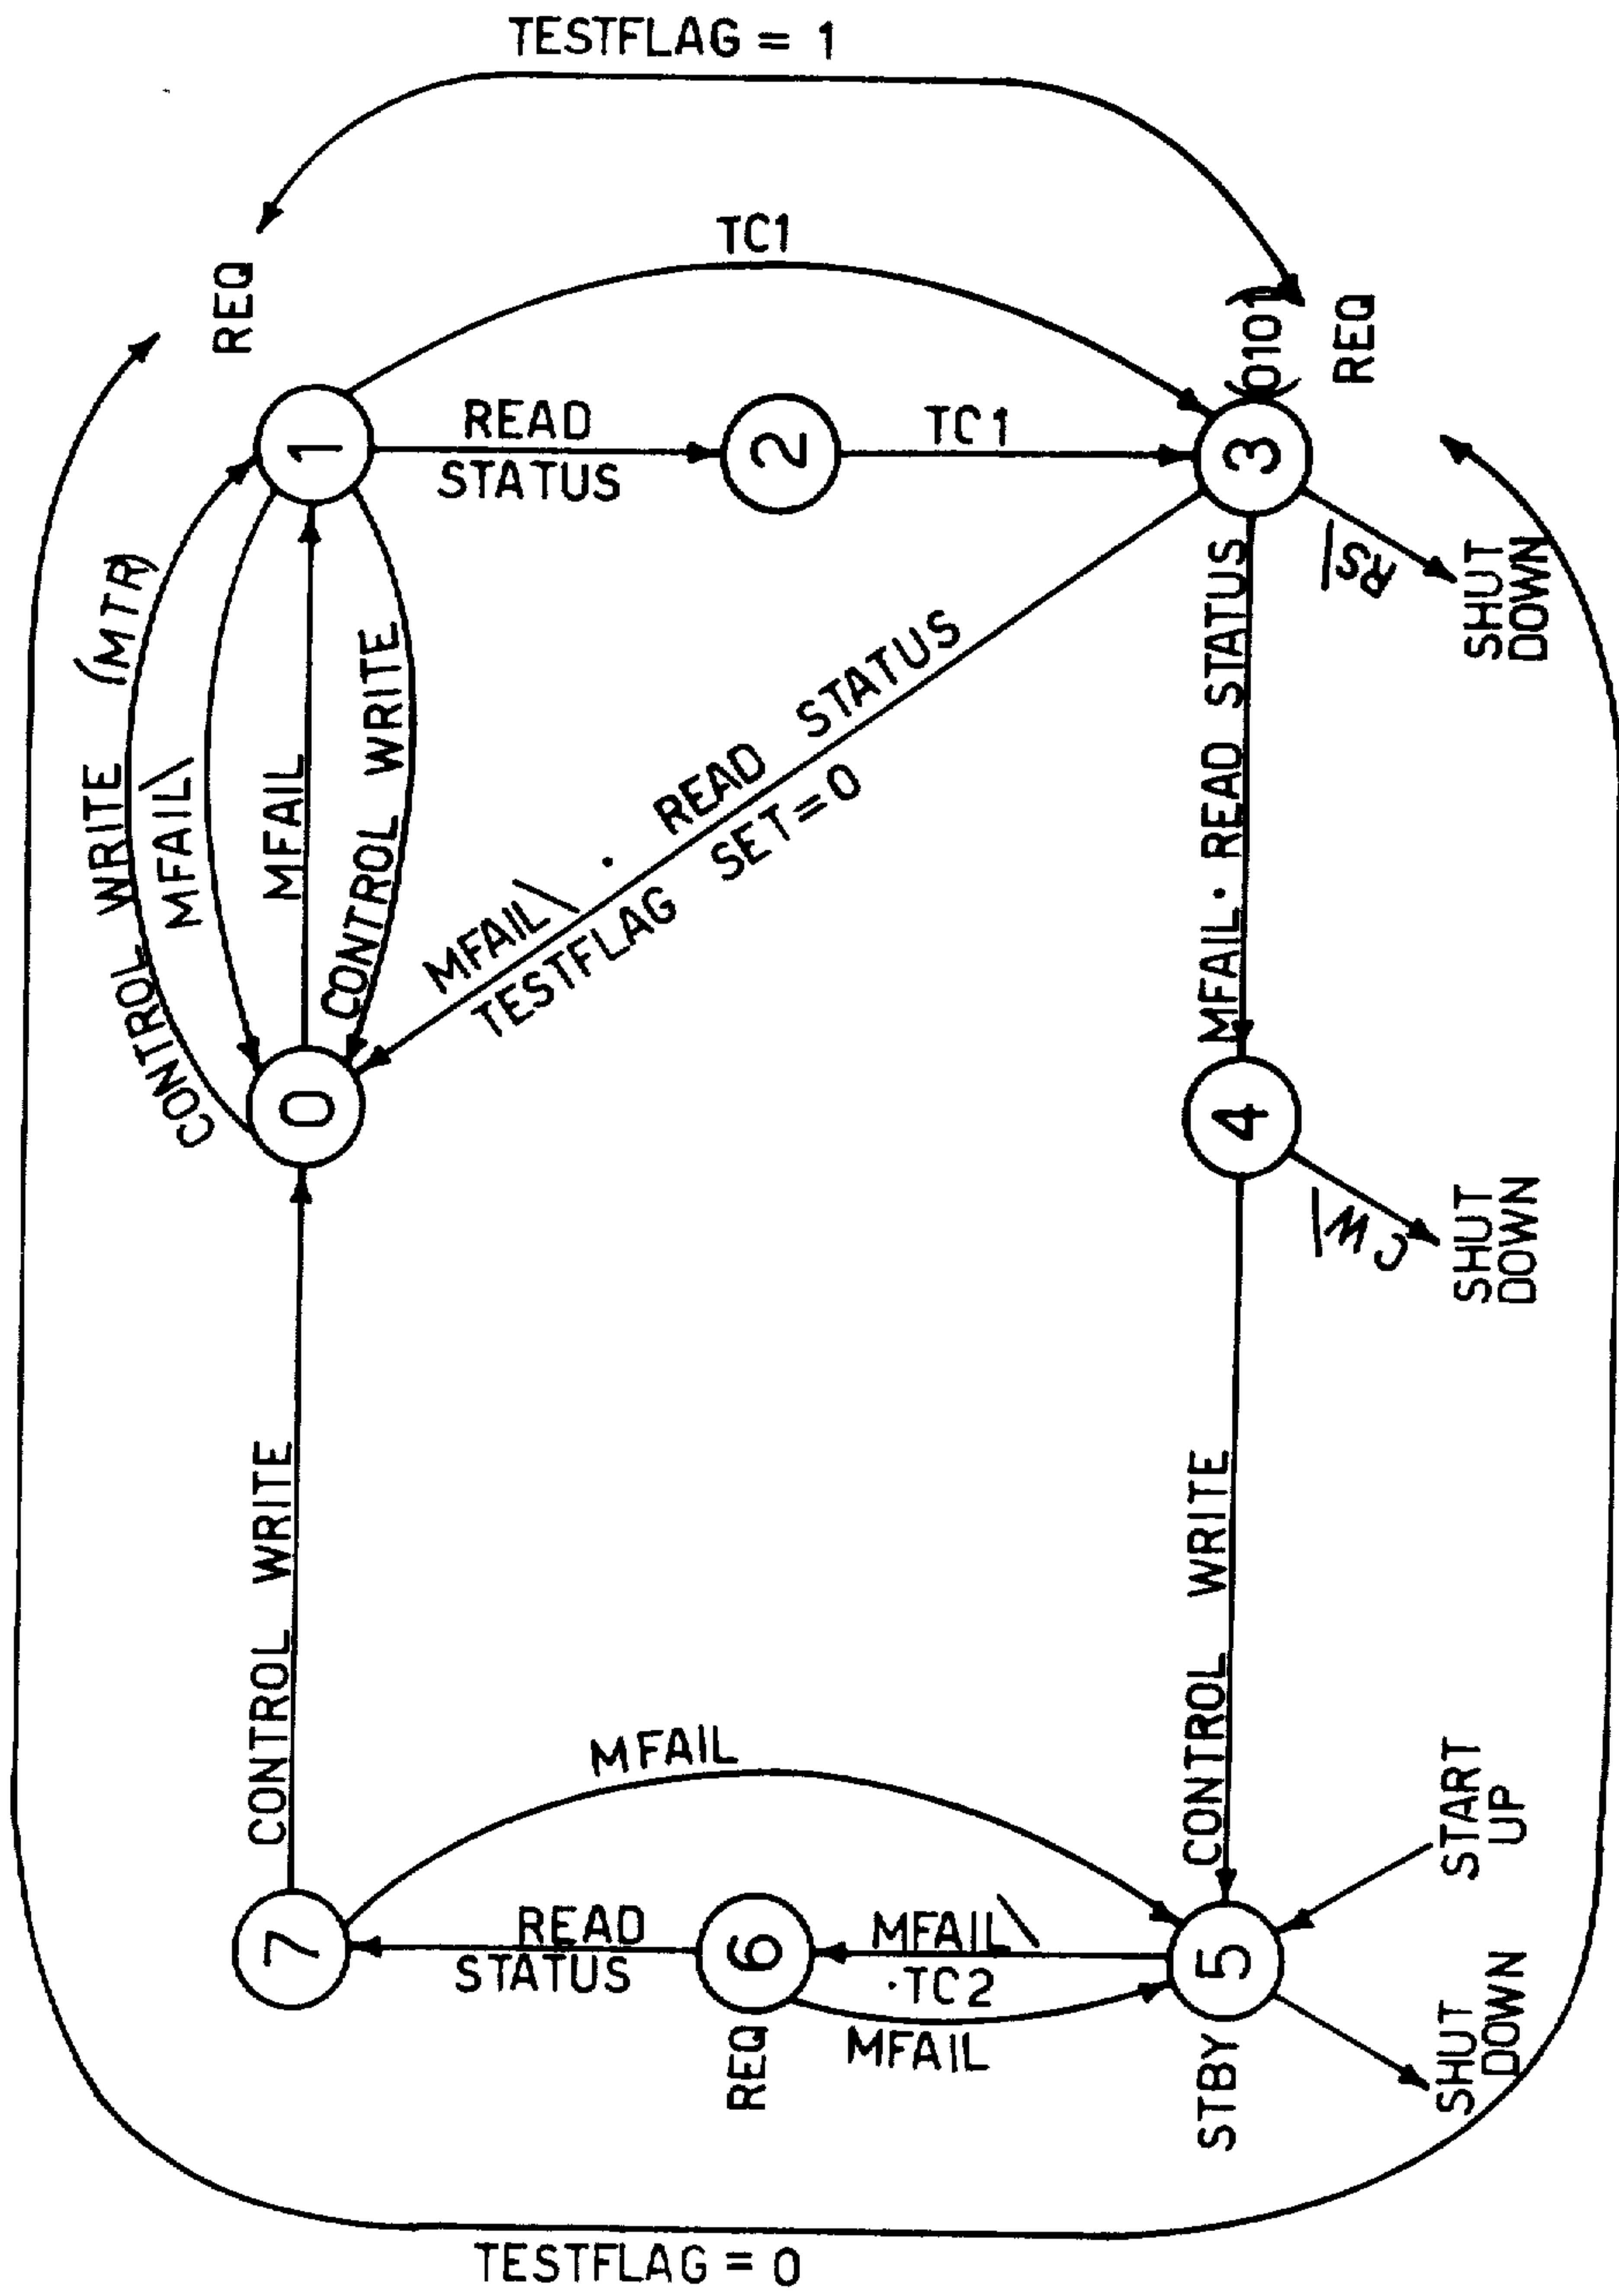 TESTFLAG = 1
REQ
TC1
1
READ
STATUS
2
TC1
3
(0101)
REQ
CONTROL WRITE (MTR)
MFAIL\
MFAIL
CONTROL WRITE
MFAIL\ · READ STATUS
TESTFLAG SET=0
MFAIL · READ STATUS
RS\
SHUT
DOWN
0
4
CW\
SHUT
DOWN
CONTROL WRITE
CONTROL WRITE
MFAIL
7
READ
STATUS
6
REQ
MFAIL\
·TC2
MFAIL
5
STBY
START
UP
SHUT
DOWN
TESTFLAG = 0